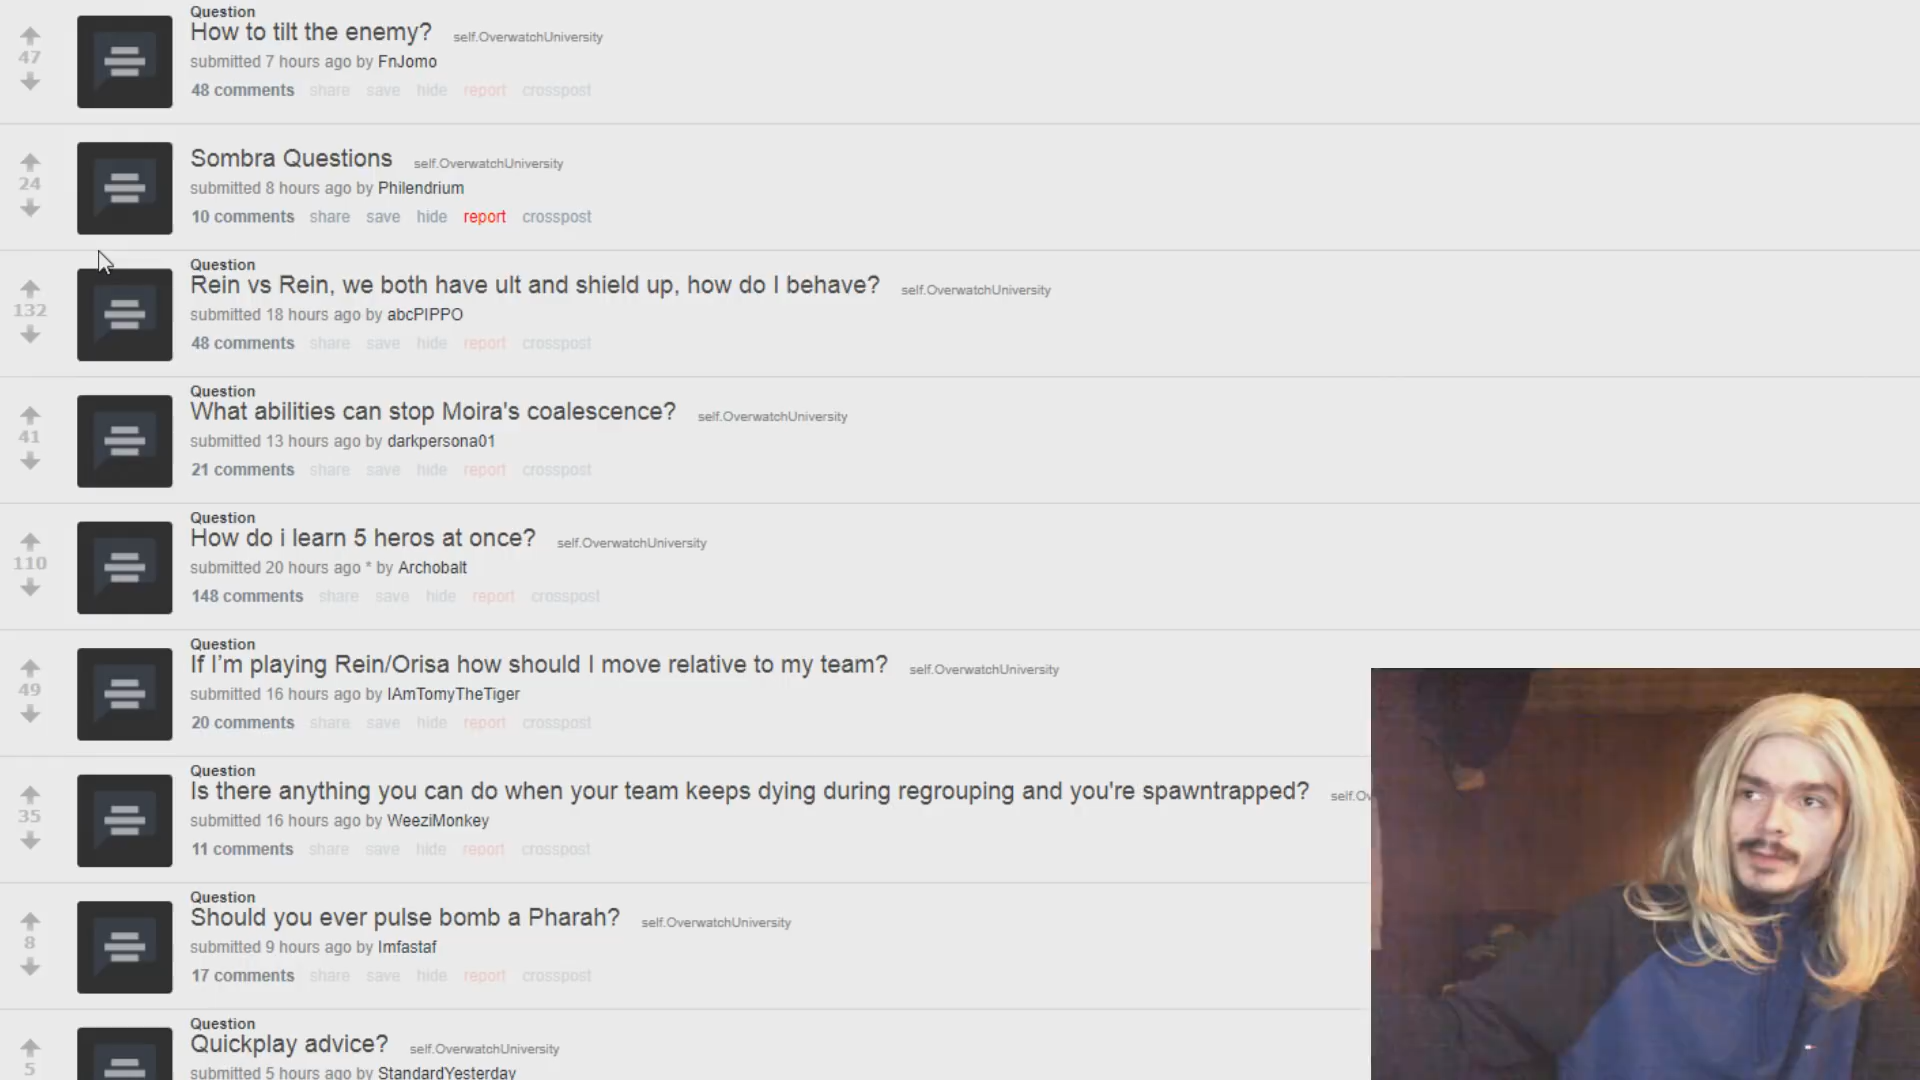 Question
How to tilt the enemy? self.OverwatchUniversity
47
submitted 7 hours ago by FnJomo
48 comments share save hide report crosspost
Sombra Questions self.OverwatchUniversity
24
submitted 8 hours ago by Philendrium
10 comments share save hide report crosspost
Question
Rein vs Rein, we both have ult and shield up, how do I behave? self.OverwatchUniversity
132
submitted 18 hours ago by abcPIPPO
48 comments share save hide report crosspost
Question
What abilities can stop Moira's coalescence? self.OverwatchUniversity
41
submitted 13 hours ago by darkpersona01
21 comments share save hide report crosspost
Question
How do i learn 5 heros at once? self.OverwatchUniversity
110
submitted 20 hours ago * by Archobalt
148 comments share save hide report crosspost
Question
If I’m playing Rein/Orisa how should I move relative to my team? self.OverwatchUniversity
49
submitted 16 hours ago by IAmTomyTheTiger
20 comments share save hide report crosspost
Question
Is there anything you can do when your team keeps dying during regrouping and you're spawntrapped? self.Ov
35
submitted 16 hours ago by WeeziMonkey
11 comments share save hide report crosspost
Question
Should you ever pulse bomb a Pharah? self.OverwatchUniversity
8
submitted 9 hours ago by Imfastaf
17 comments share save hide report crosspost
Question
Quickplay advice? self.OverwatchUniversity
5
submitted 5 hours ago by StandardYesterday